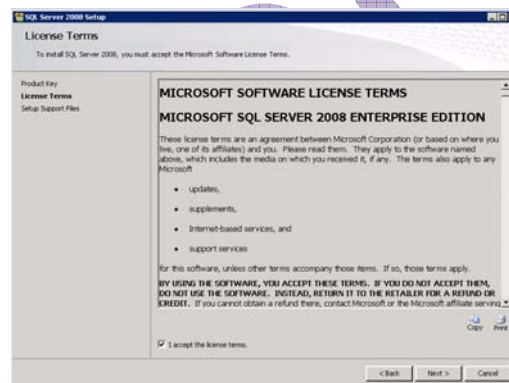 SQL Server 2008 Setup
License Terms
To install SQL Server 2008, you must accept the Microsoft Software License Terms.
Product Key
License Terms
Setup Support Files
MICROSOFT SOFTWARE LICENSE TERMS
MICROSOFT SQL SERVER 2008 ENTERPRISE EDITION
These license terms are an agreement between Microsoft Corporation (or based on where you
live, one of its affiliates) and you. Please read them. They apply to the software named
above, which includes the media on which you received it, if any. The terms also apply to any
Microsoft
• updates,
• supplements,
• Internet-based services, and
• support services
for this software, unless other terms accompany those items. If so, those terms apply.
BY USING THE SOFTWARE, YOU ACCEPT THESE TERMS. IF YOU DO NOT ACCEPT THEM,
DO NOT USE THE SOFTWARE. INSTEAD, RETURN IT TO THE RETAILER FOR A REFUND OR
CREDIT. If you cannot obtain a refund there, contact Microsoft or the Microsoft affiliate serving
Copy Print
I accept the license terms.
< Back Next > Cancel